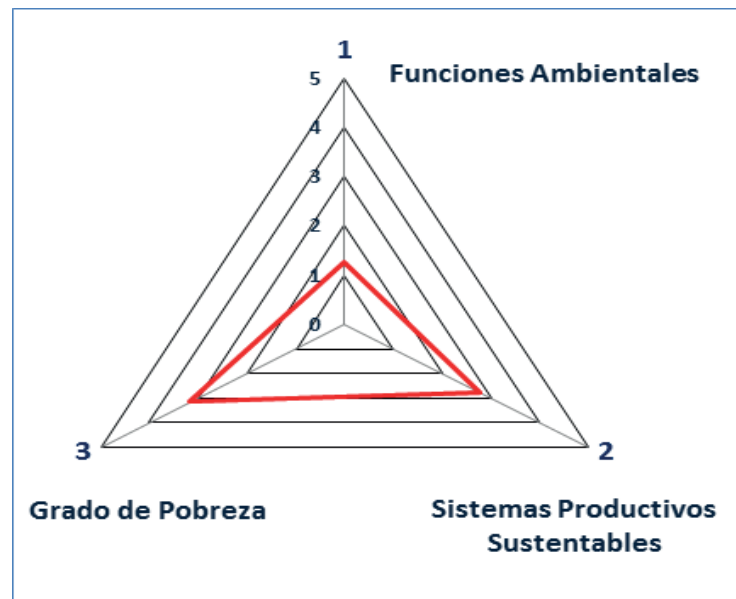 1
Funciones Ambientales
5
4
3
2
1
0
3
2
Grado de Pobreza
Sistemas Productivos
Sustentables